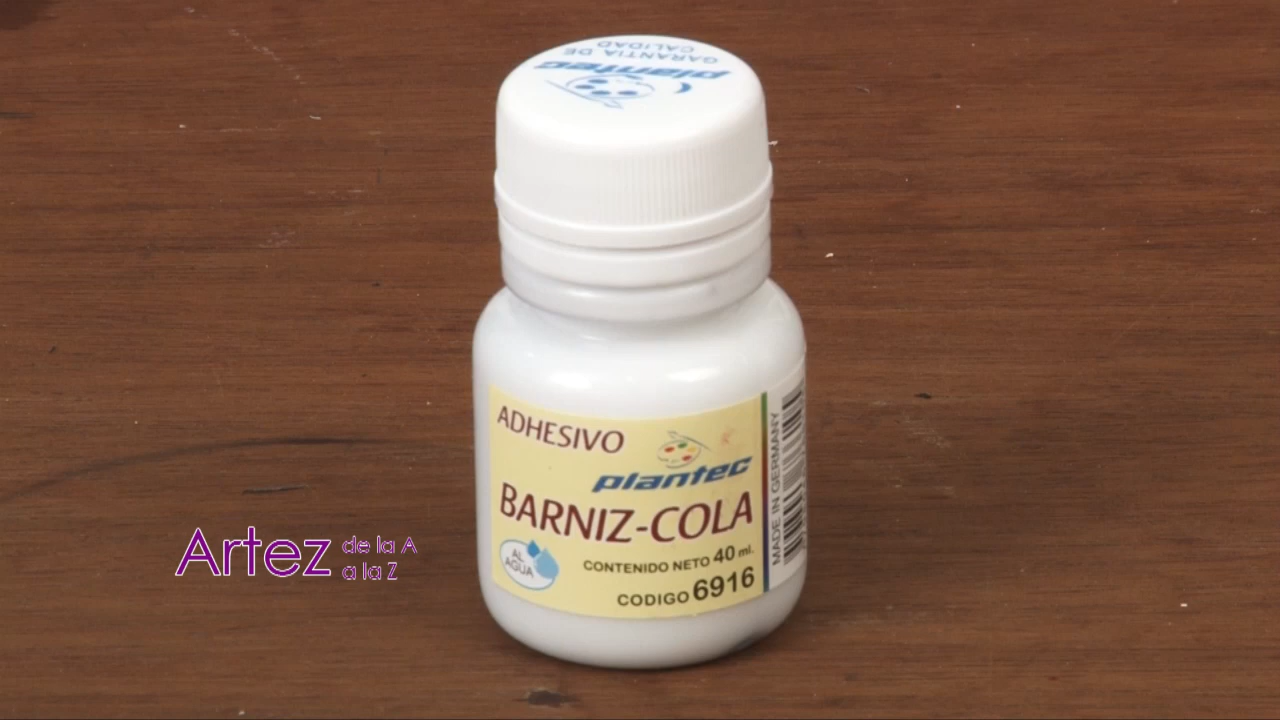 plantec
GARANTIA DE
CALIDAD
ADHESIVO
plantec
BARNIZ-COLA
AL
AGUA
CONTENIDO NETO 40 ml.
CODIGO 6916
MADE IN GERMANY
Artez de la A
a la Z